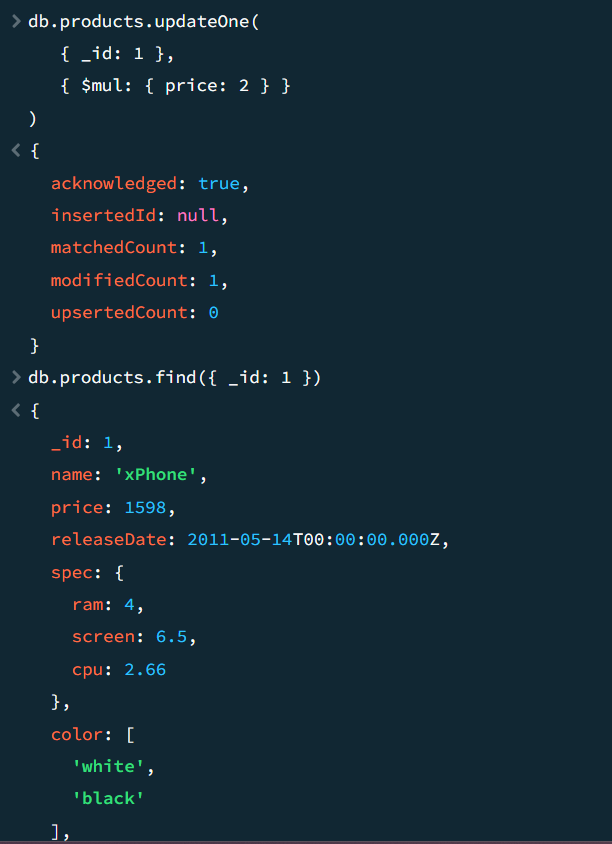 > db.products.updateOne(
{ _id: 1 },
{ $mul: { price: 2 } }
)
< {
acknowledged: true,
insertedId: null,
matchedCount: 1,
modifiedCount: 1,
upsertedCount: 0
}
> db.products.find({ _id: 1 })
< {
_id: 1,
name: 'xPhone',
price: 1598,
releaseDate: 2011-05-14T00:00:00.000Z,
spec: {
ram: 4,
screen: 6.5,
cpu: 2.66
},
color: [
'white',
'black'
],